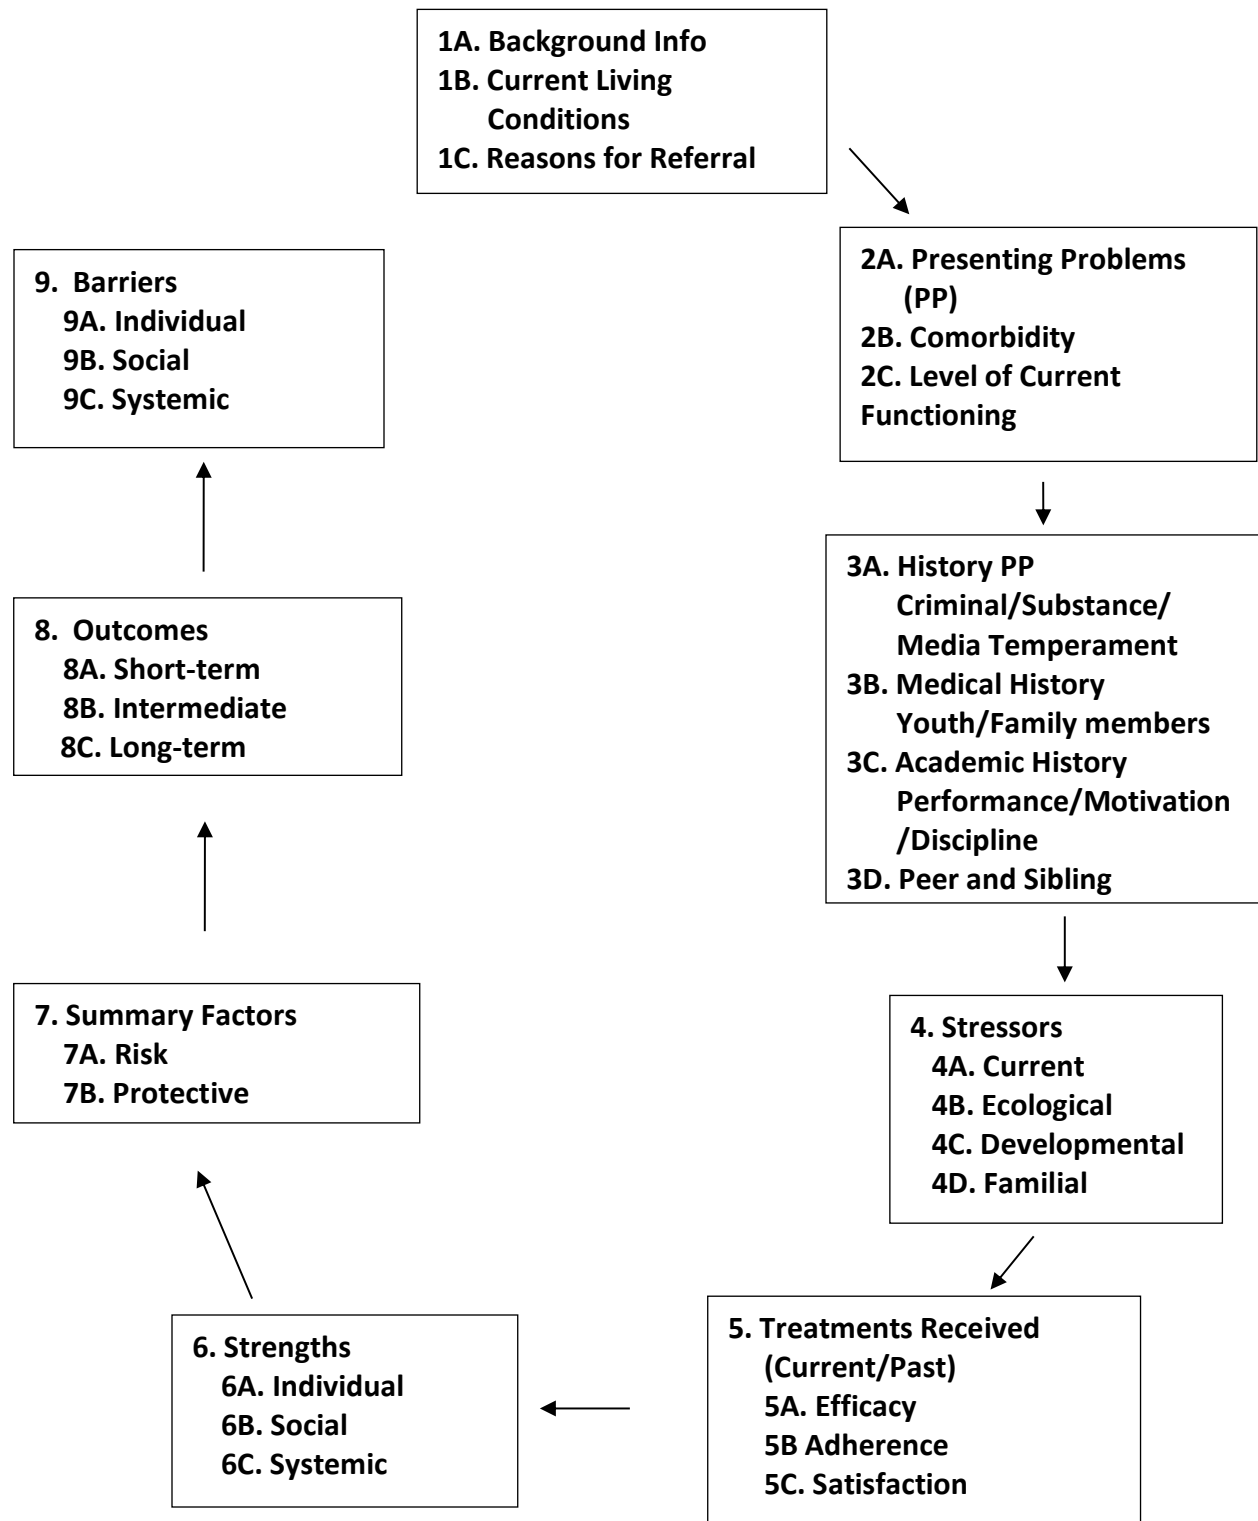 1A. Background Info
1B. Current Living
Conditions
1C. Reasons for Referral
2A. Presenting Problems
(PP)
2B. Comorbidity
2C. Level of Current
Functioning
3A. History PP
Criminal/Substance/
Media Temperament
3B. Medical History
Youth/Family members
3C. Academic History
Performance/Motivation
/Discipline
3D. Peer and Sibling
4. Stressors
4A. Current
4B. Ecological
4C. Developmental
4D. Familial
5. Treatments Received
(Current/Past)
5A. Efficacy
5B Adherence
5C. Satisfaction
6. Strengths
6A. Individual
6B. Social
6C. Systemic
7. Summary Factors
7A. Risk
7B. Protective
8. Outcomes
8A. Short-term
8B. Intermediate
8C. Long-term
9. Barriers
9A. Individual
9B. Social
9C. Systemic